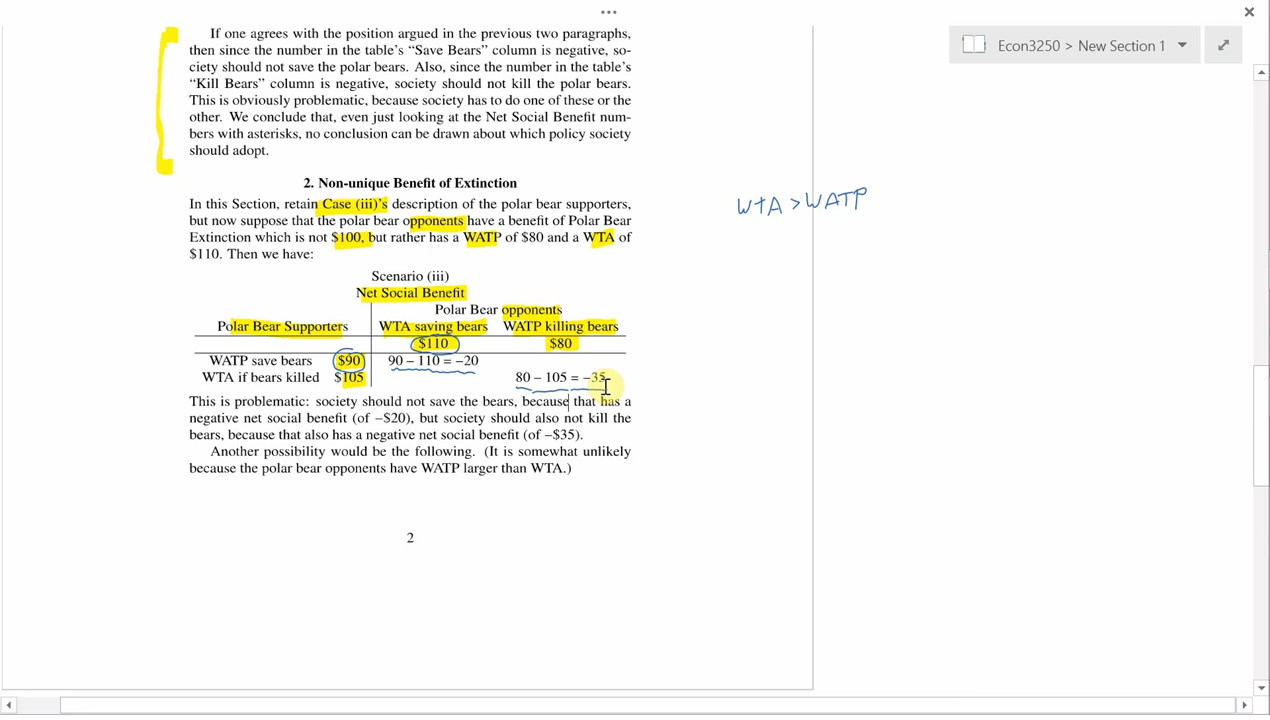 Econ3250 > New Section 1
If one agrees with the position argued in the previous two paragraphs,
then since the number in the table's "Save Bears" column is negative, so-
ciety should not save the polar bears. Also, since the number in the table's
"Kill Bears" column is negative, society should not kill the polar bears.
This is obviously problematic, because society has to do one of these or the
other. We conclude that, even just looking at the Net Social Benefit num-
bers with asterisks, no conclusion can be drawn about which policy society
should adopt.
2. Non-unique Benefit of Extinction
In this Section, retain Case (iii)'s description of the polar bear supporters,
but now suppose that the polar bear opponents have a benefit of Polar Bear
Extinction which is not $100, but rather has a WATP of $80 and a WTA of
$110. Then we have:
WTA > WATP
Scenario (iii)
Net Social Benefit
Polar Bear opponents
Polar Bear Supporters WTA saving bears WATP killing bears
$110 $80
WATP save bears $90 90 − 110 = −20
WTA if bears killed $105 80 − 105 = −35
This is problematic: society should not save the bears, because that has a
negative net social benefit (of −$20), but society should also not kill the
bears, because that also has a negative net social benefit (of −$35).
Another possibility would be the following. (It is somewhat unlikely
because the polar bear opponents have WATP larger than WTA.)
2